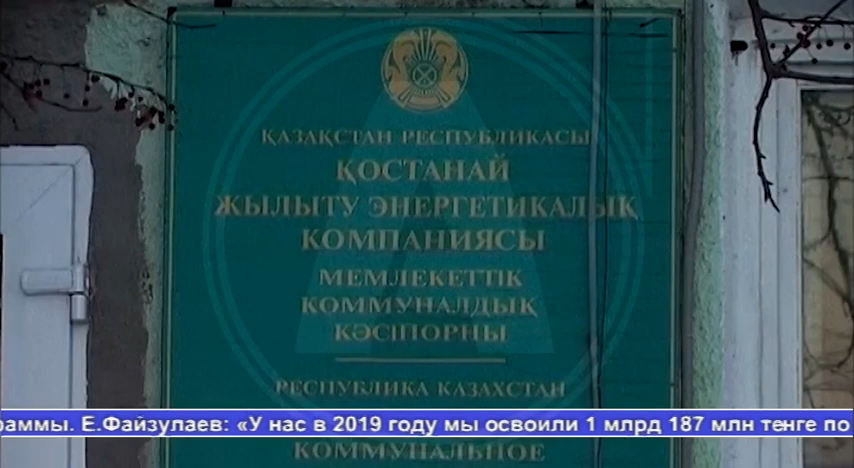 ҚАЗАҚСТАН РЕСПУБЛИКАСЫ
ҚОСТАНАЙ
ЖЫЛЫТУ ЭНЕРГЕТИКАЛЫҚ
КОМПАНИЯСЫ
МЕМЛЕКЕТТІК
КОММУНАЛДЫҚ
КӘСІПОРНЫ
РЕСПУБЛИКА КАЗАХСТАН
раммы. Е.Файзулаев: «У нас в 2019 году мы освоили 1 млрд 187 млн тенге по
КОММУНАЛЬНОЕ